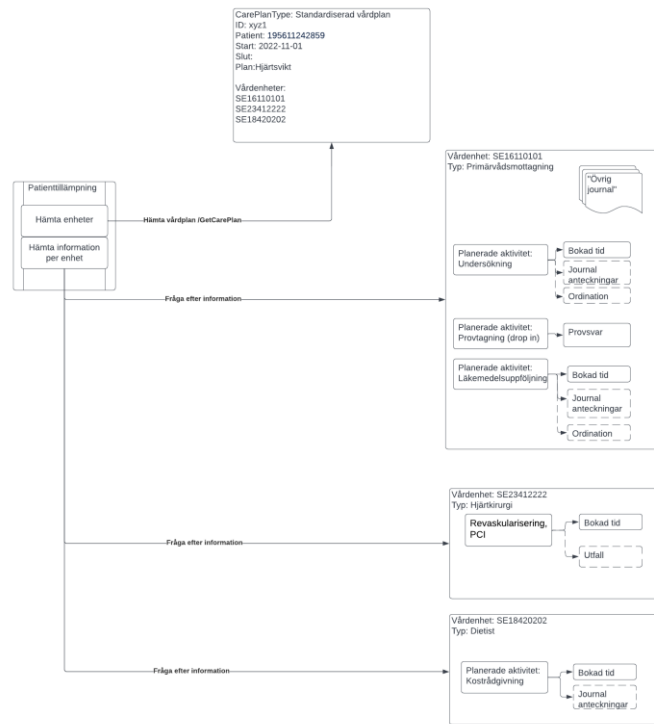 CarePlanType: Standardiserad vårdplan
ID: xyz1
Patient: 195611242859
Start: 2022-11-01
Slut:
Plan:Hjärtsvikt
Vårdenheter:
SE16110101
SE23412222
SE18420202
Patienttillämpning
Hämta enheter
Hämta information
per enhet
Hämta vårdplan /GetCarePlan
Fråga efter information
Vårdenhet: SE16110101
Typ: Primärvådsmottagning
"Övrig
journal"
Planerade aktivitet:
Undersökning
Bokad tid
Journal
anteckningar
Ordination
Planerade aktivitet:
Provtagning (drop in)
Provsvar
Planerade aktivitet:
Läkemedelsuppföljning
Bokad tid
Journal
anteckningar
Ordination
Fråga efter information
Vårdenhet: SE23412222
Typ: Hjärtkirurgi
Revaskularisering,
PCI
Bokad tid
Utfall
Fråga efter information
Vårdenhet: SE18420202
Typ: Dietist
Planerade aktivitet:
Kostrådgivning
Bokad tid
Journal
anteckningar